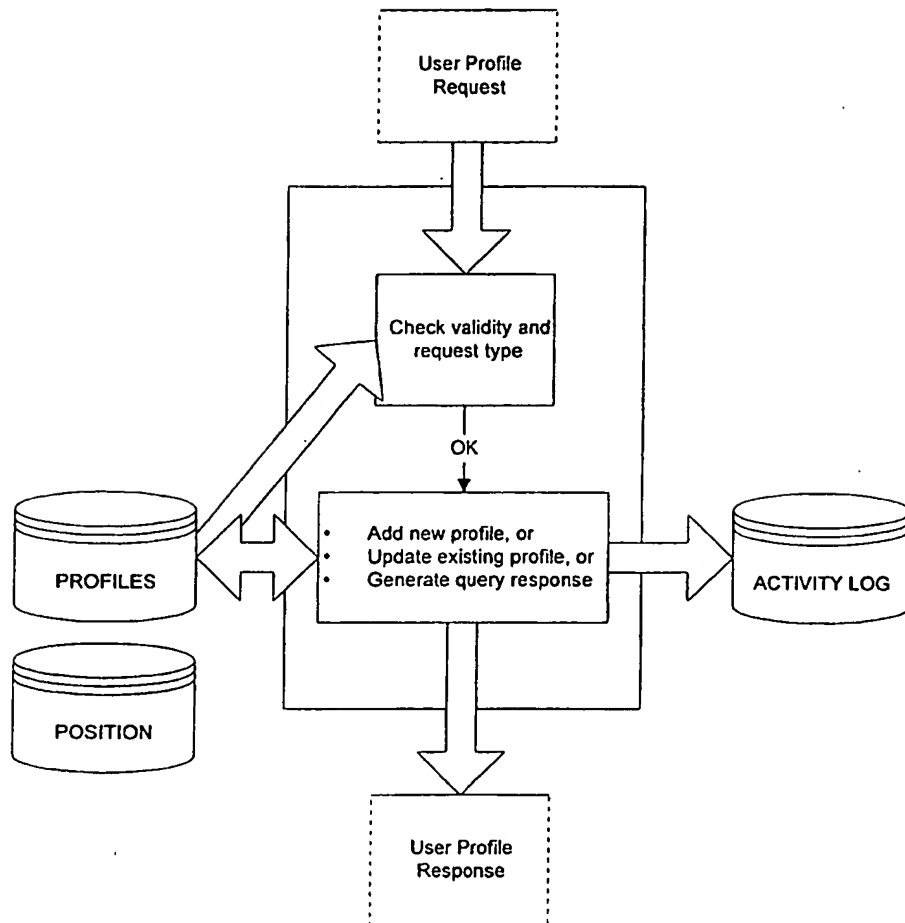 User Profile
Request
Check validity and
request type
OK
• Add new profile, or
• Update existing profile, or
• Generate query response
PROFILES
ACTIVITY LOG
POSITION
User Profile
Response